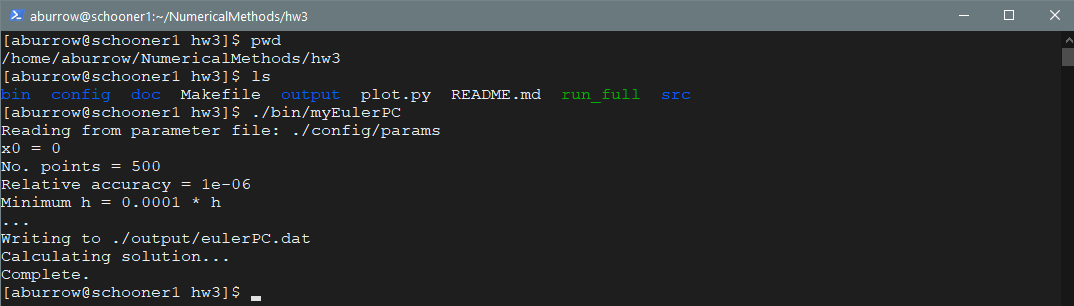 aburrow@schooner1:~/NumericalMethods/hw3
[aburrow@schooner1 hw3]$ pwd
/home/aburrow/NumericalMethods/hw3
[aburrow@schooner1 hw3]$ ls
bin  config  doc  Makefile  output  plot.py  README.md  run_full  src
[aburrow@schooner1 hw3]$ ./bin/myEulerPC
Reading from parameter file: ./config/params
x0 = 0
No. points = 500
Relative accuracy = 1e-06
Minimum h = 0.0001 * h
...
Writing to ./output/eulerPC.dat
Calculating solution...
Complete.
[aburrow@schooner1 hw3]$